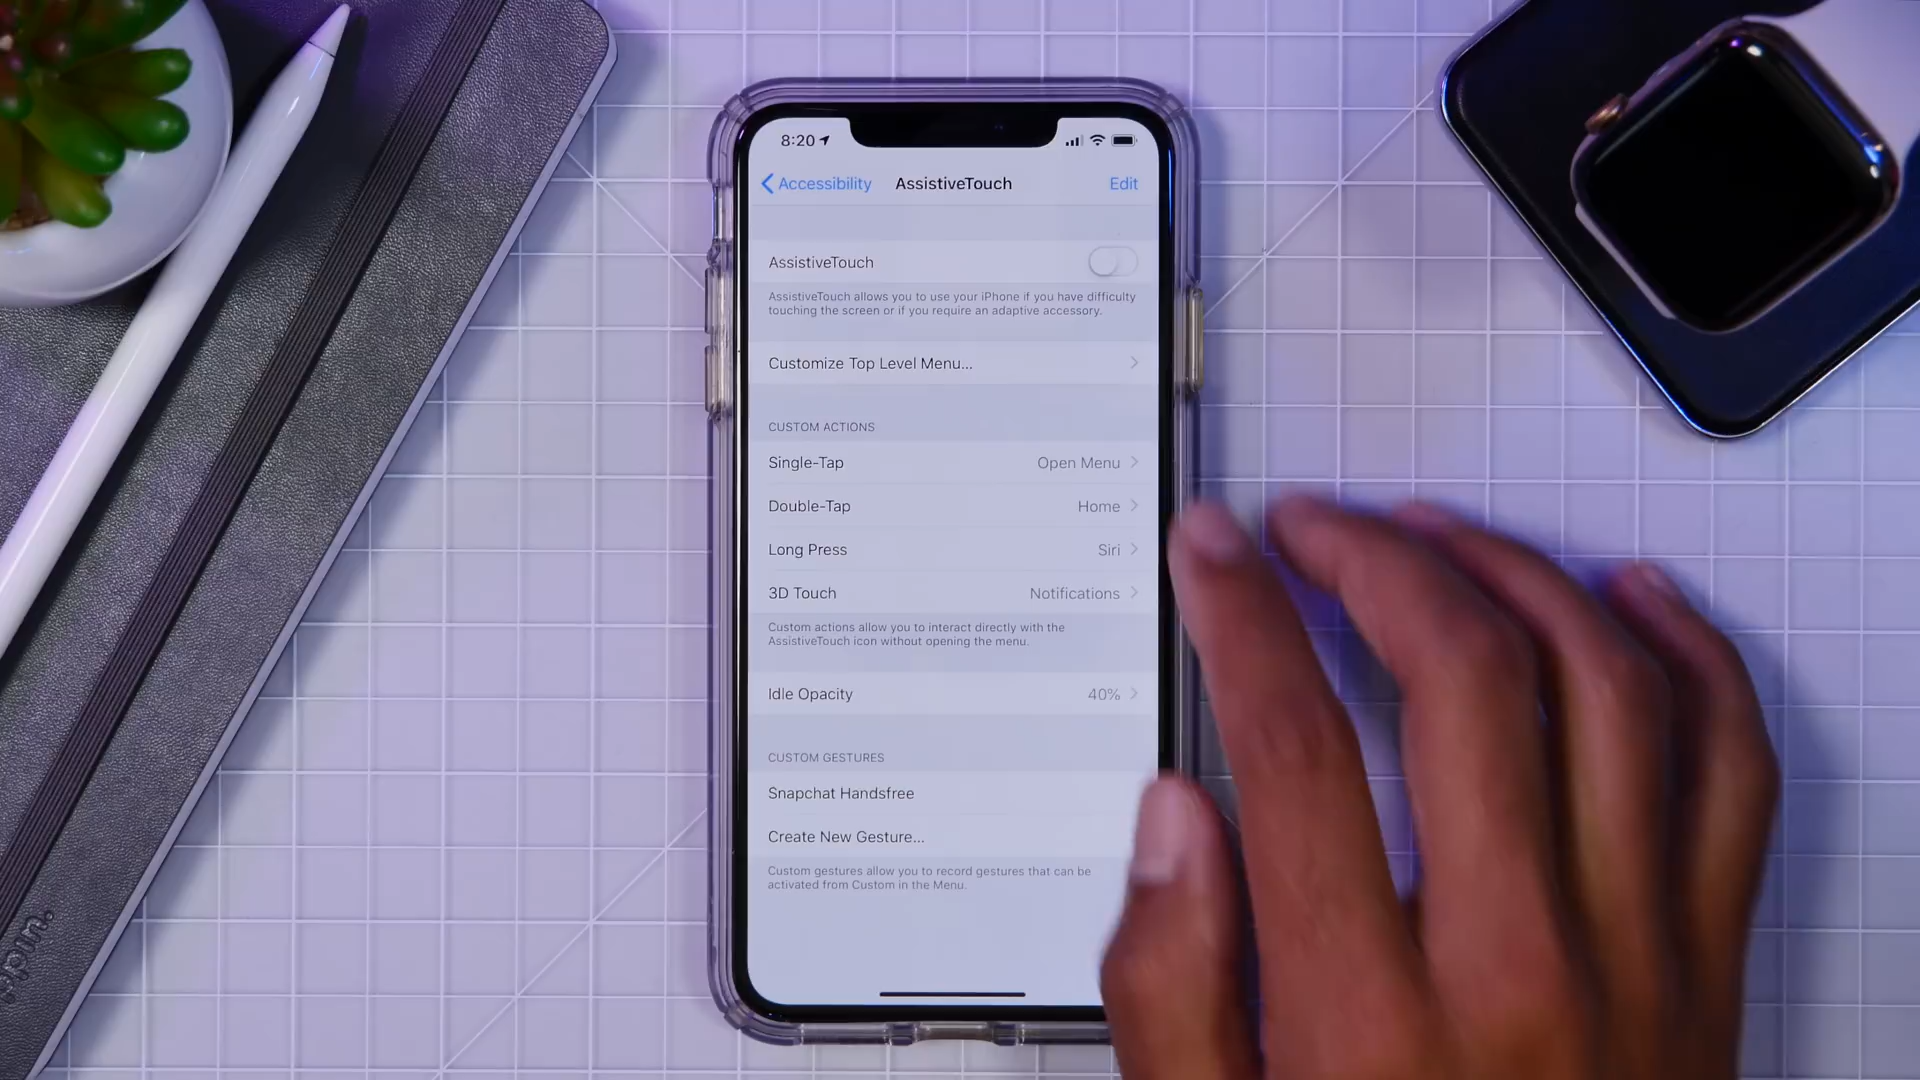 8:20
Accessibility
AssistiveTouch
Edit
AssistiveTouch
AssistiveTouch allows you to use your iPhone if you have difficulty
touching the screen or if you require an adaptive accessory.
Customize Top Level Menu...
CUSTOM ACTIONS
Single-Tap
Open Menu
Double-Tap
Home
Long Press
Siri
3D Touch
Notifications
Custom actions allow you to interact directly with the
AssistiveTouch icon without opening the menu.
Idle Opacity
40%
CUSTOM GESTURES
Snapchat Handsfree
Create New Gesture...
Custom gestures allow you to record gestures that can be
activated from Custom in the Menu.